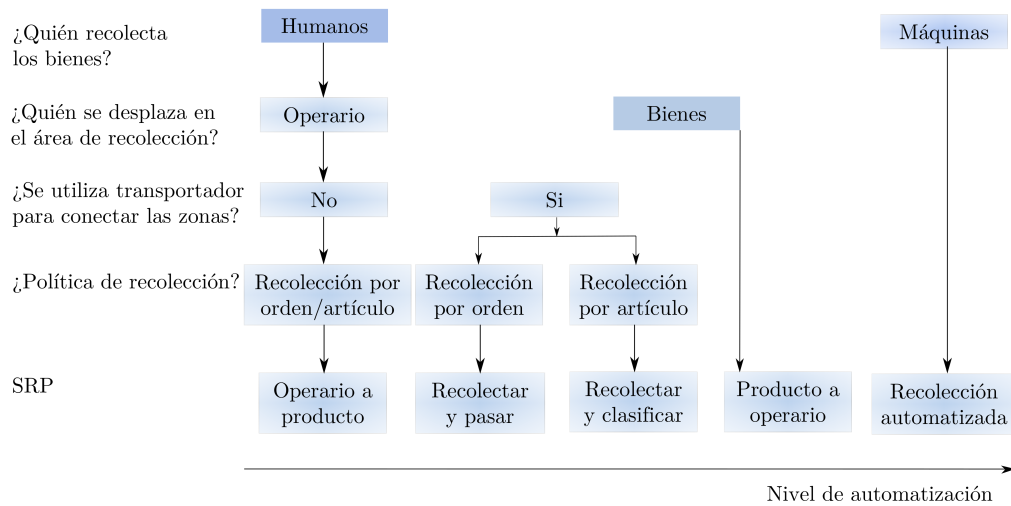 ¿Quién recolecta
los bienes?
Humanos
Máquinas
¿Quién se desplaza en
el área de recolección?
Operario
Bienes
¿Se utiliza transportador
para conectar las zonas?
No
Si
¿Política de recolección?
Recolección por
orden/artículo
Recolección
por orden
Recolección
por artículo
SRP
Operario a
producto
Recolectar
y pasar
Recolectar
y clasificar
Producto a
operario
Recolección
automatizada
Nivel de automatización